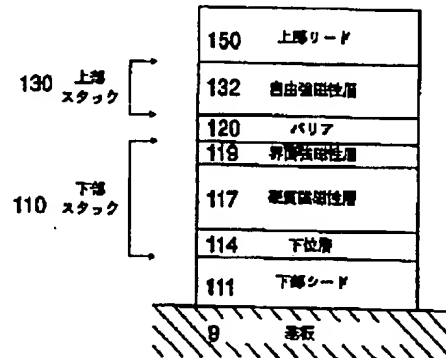 150 上部リード
130 上部スタック
132 自由強磁性層
120 バリア
119 界面強磁性層
110 下部スタック
117 硬質強磁性層
114 下位層
111 下部シード
9 基板